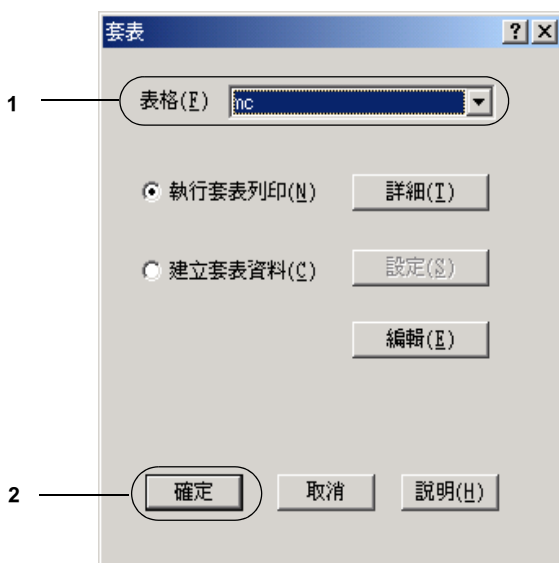 套表
1 表格(F) nc
執行套表列印(N) 詳細(T)
建立套表資料(C) 設定(S)
編輯(E)
2 確定 取消 說明(H)